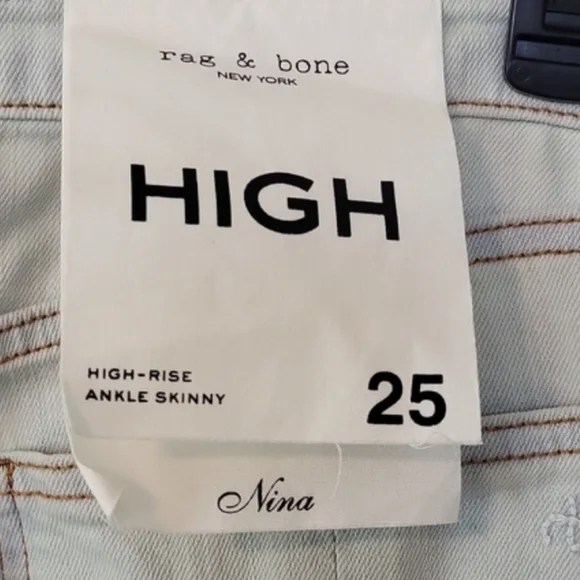 rag & bone
NEW YORK
HIGH
HIGH-RISE
ANKLE SKINNY
25
Nina